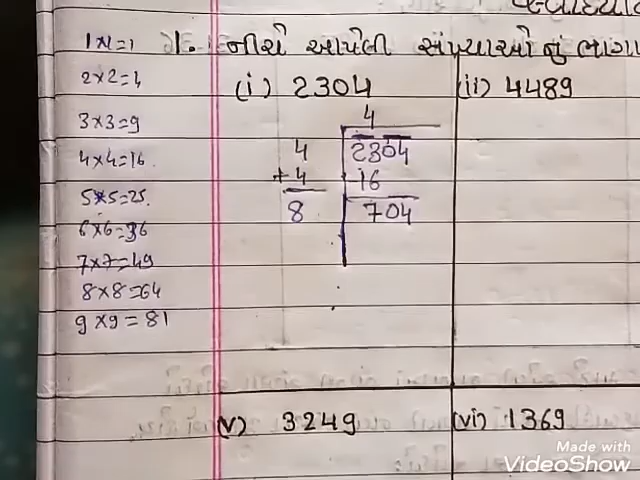 1. નીચે આપેલી સંખ્યાઓનું ભાગા
1×1=1
2×2=4
3×3=9
4×4=16.
5×5=25.
6×6=36
7×7=49
8×8=64
9×9=81
(i) 2304
4
4 2304
+4 16
8 704
(ii) 4489
(v) 3249
(vi) 1369
Made with
VideoShow